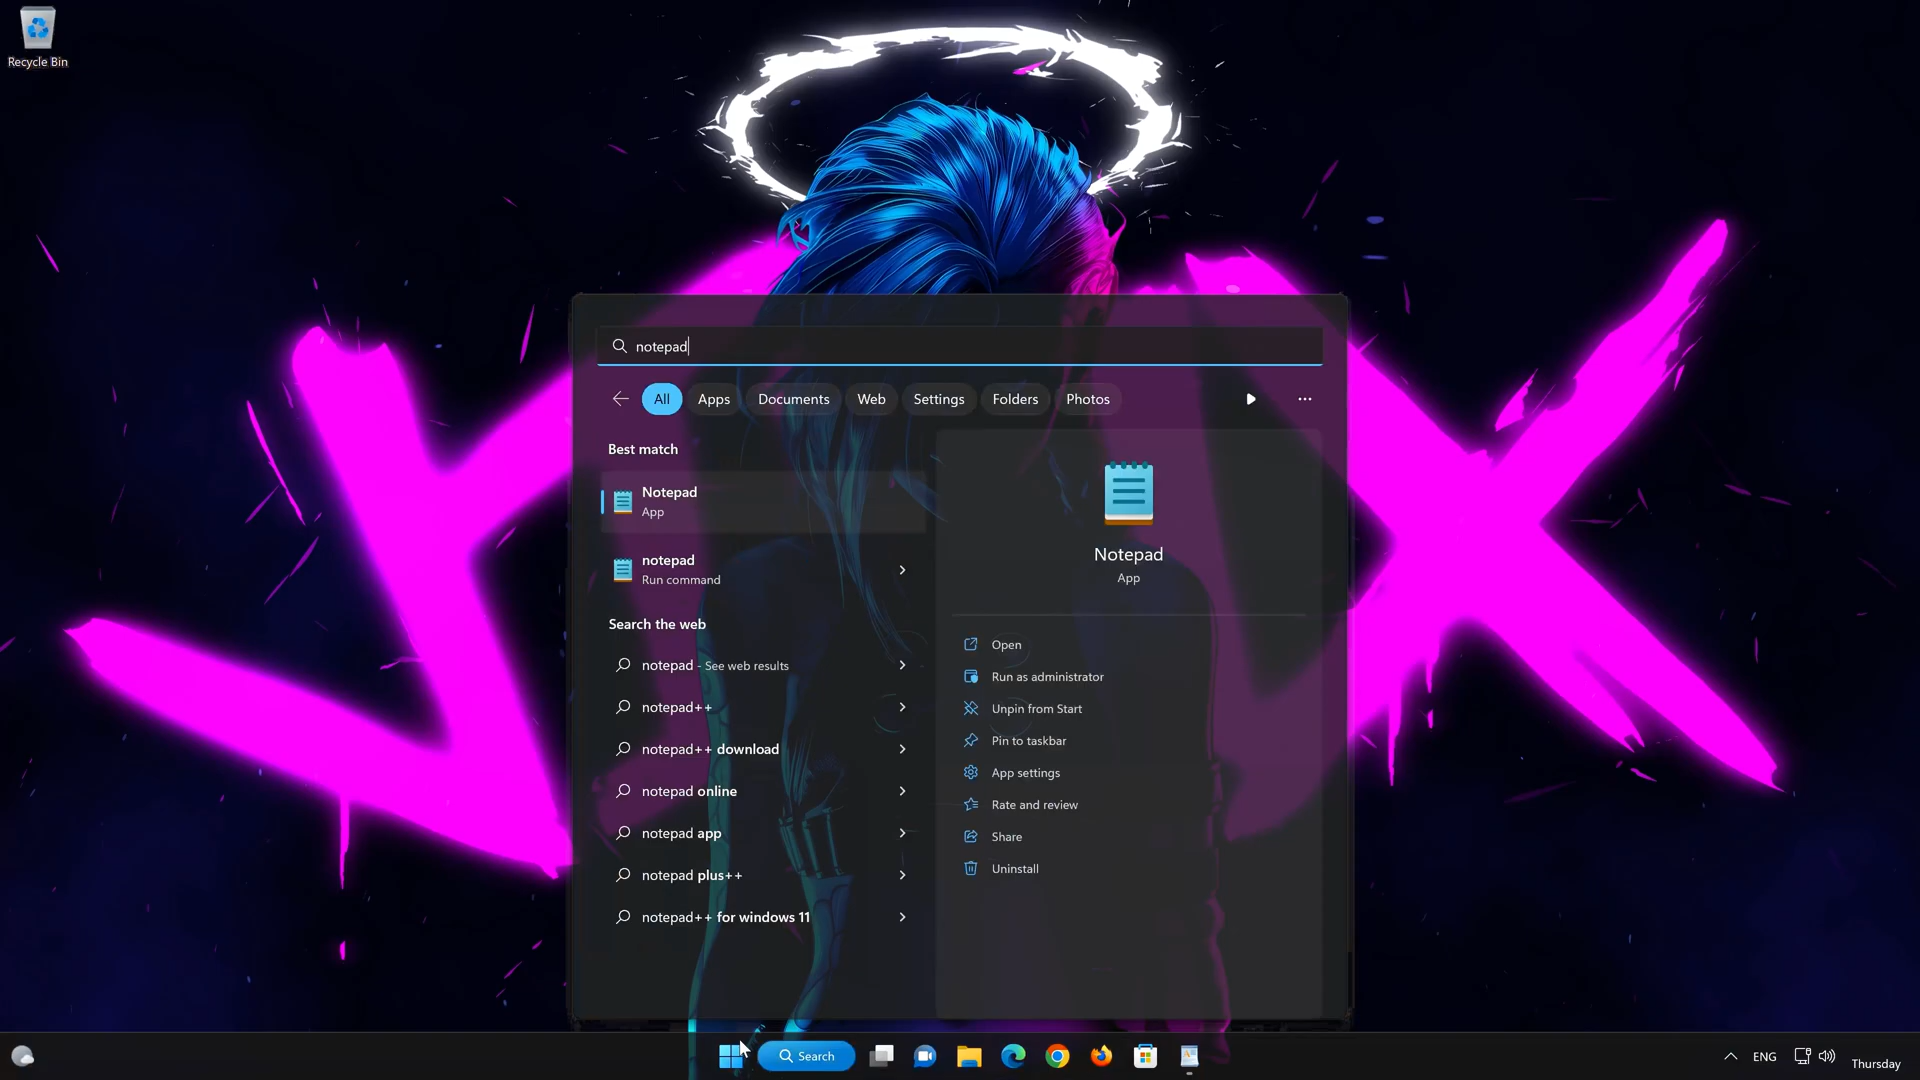 Recycle Bin
notepad
All
Apps
Documents
Web
Settings
Folders
Photos
Best match
Notepad
App
notepad
Run command
Search the web
notepad - See web results
notepad++
notepad++ download
notepad online
notepad app
notepad plus++
notepad++ for windows 11
Notepad
App
Open
Run as administrator
Unpin from Start
Pin to taskbar
App settings
Rate and review
Share
Uninstall
Search
ENG
Thursday